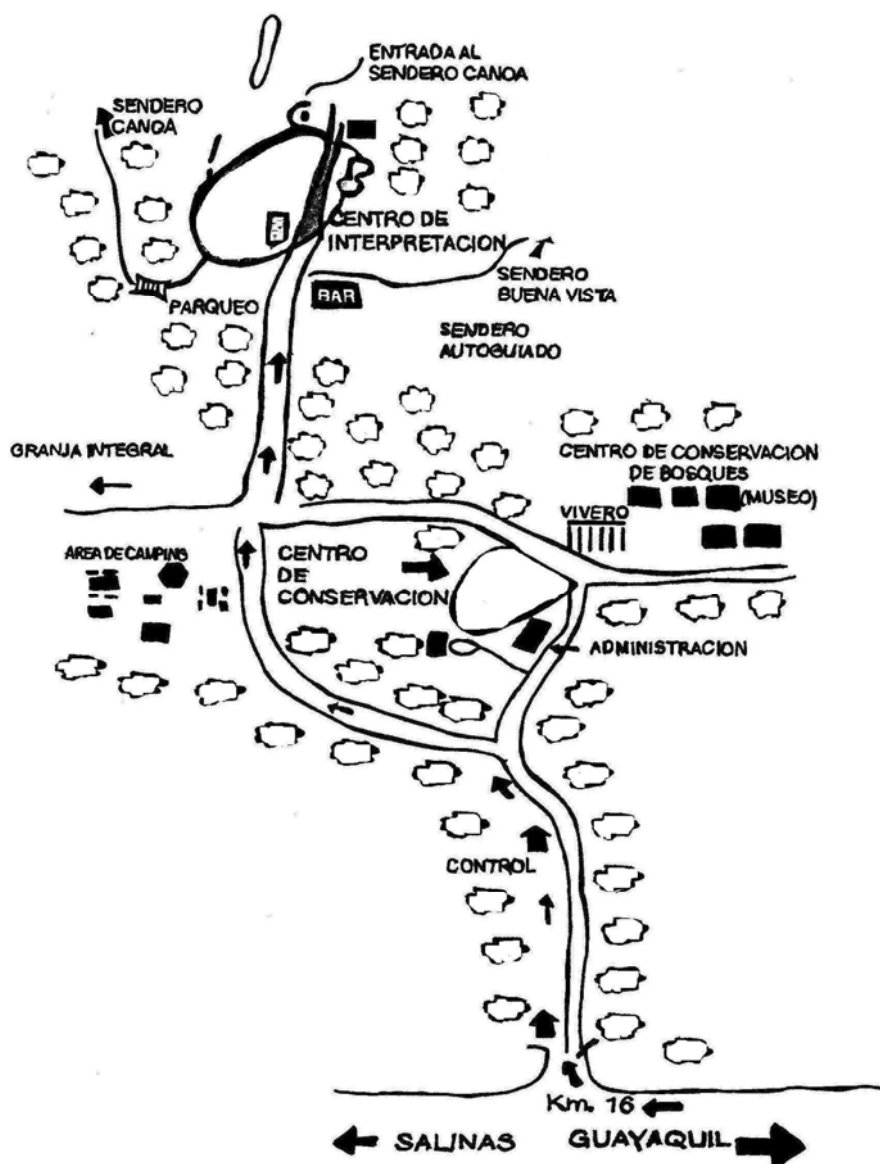 ENTRADA AL
SENDERO CANOA
SENDERO
CANOA
CENTRO DE
INTERPRETACION
SENDERO
BUENA VISTA
PARQUEO
BAR
SENDERO
AUTOGUIADO
GRANJA INTEGRAL
CENTRO DE CONSERVACION
DE BOSQUES
(MUSEO)
VIVERO
AREA DE CAMPING
CENTRO
DE
CONSERVACION
ADMINISTRACION
CONTROL
Km. 16
SALINAS
GUAYAQUIL